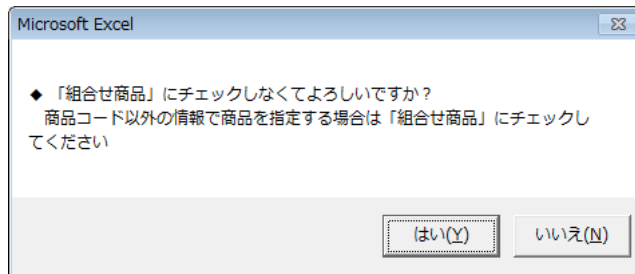 Microsoft Excel
◆ 「組合せ商品」にチェックしなくてよろしいですか？
商品コード以外の情報で商品を指定する場合は「組合せ商品」にチェックし
てください
はい(Y) いいえ(N)